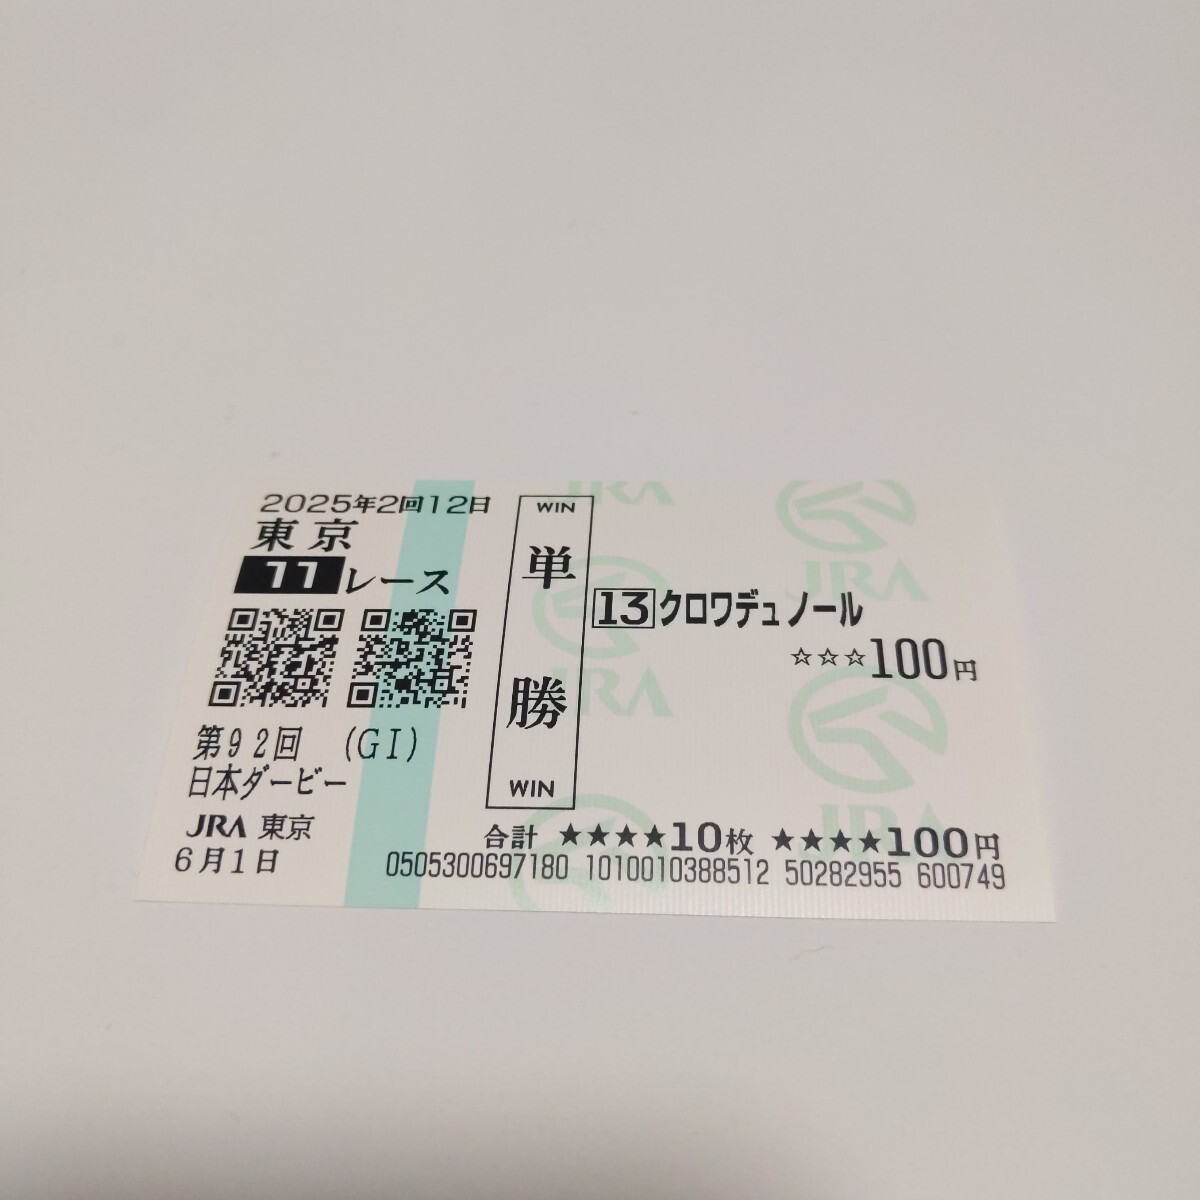 2025年2回12日
東京
11レース
第92回 (GI)
日本ダービー
JRA 東京
6月1日
WIN
単
勝
WIN
13クロワデュノール
☆☆☆100円
合計 ★★★★10枚 ★★★★100円
0505300697180 1010010388512 50282955 600749
JRA
JRA
JRA
JRA